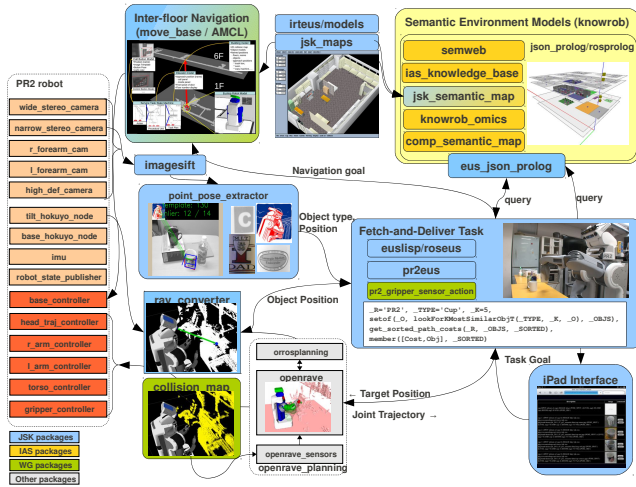 Inter-floor Navigation
(move_base / AMCL)
6F
1F
irteus/models
jsk_maps
Semantic Environment Models (knowrob)
semweb
json_prolog/rosprolog
ias_knowledge_base
jsk_semantic_map
knowrob_omics
comp_semantic_map
eus_json_prolog
PR2 robot
wide_stereo_camera
narrow_stereo_camera
r_forearm_cam
l_forearm_cam
high_def_camera
tilt_hokuyo_node
base_hokuyo_node
imu
robot_state_publisher
base_controller
head_traj_controller
r_arm_controller
l_arm_controller
torso_controller
gripper_controller
imagesift
Navigation goal
query
query
point_pose_extractor
template: 130
inlier: 12 / 14
Object type,
Position
Fetch-and-Deliver Task
euslisp/roseus
pr2eus
pr2_gripper_sensor_action
_R='PR2', _TYPE='Cup', _K=5,
setof(_O, lookForKMostSimilarObjT(_TYPE, _K, _O), _OBJS),
get_sorted_path_costs(_R, _OBJS, _SORTED),
member([Cost,Obj], _SORTED)
ray_converter
Object Position
collision_map
orrosplanning
openrave
openrave_sensors
openrave_planning
← Target Position
Joint Trajectory →
Task Goal
iPad Interface
JSK packages
IAS packages
WG packages
Other packages